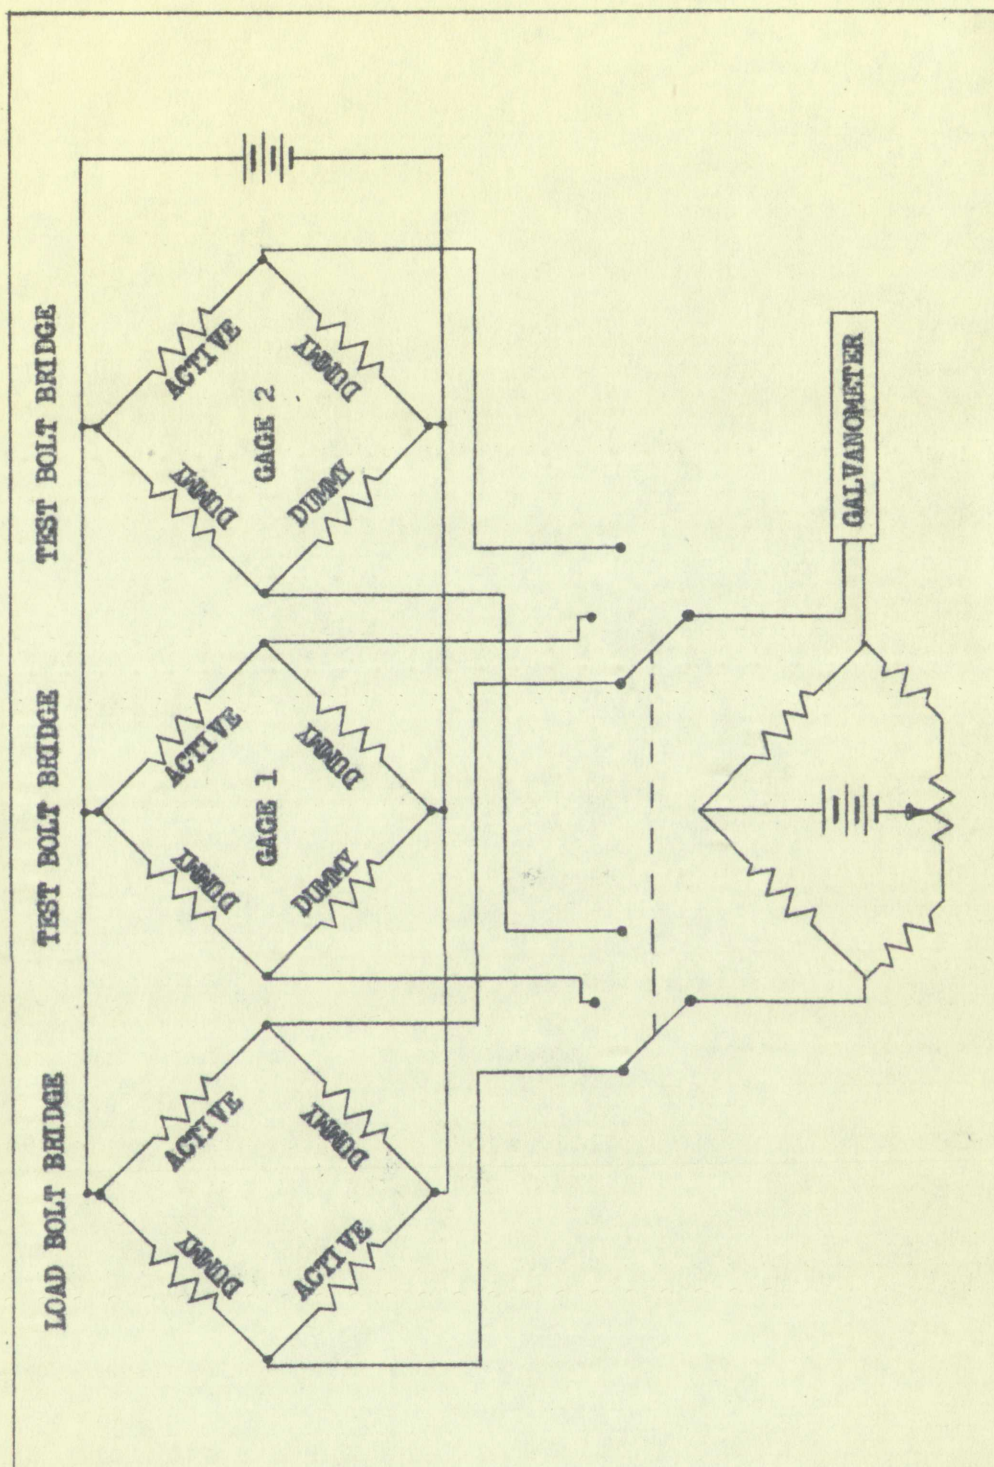 LOAD BOLT BRIDGE
TEST BOLT BRIDGE
TEST BOLT BRIDGE
DUMMY
ACTIVE
ACTIVE
DUMMY
DUMMY
ACTIVE
GAGE 1
DUMMY
DUMMY
DUMMY
ACTIVE
GAGE 2
DUMMY
DUMMY
GALVANOMETER